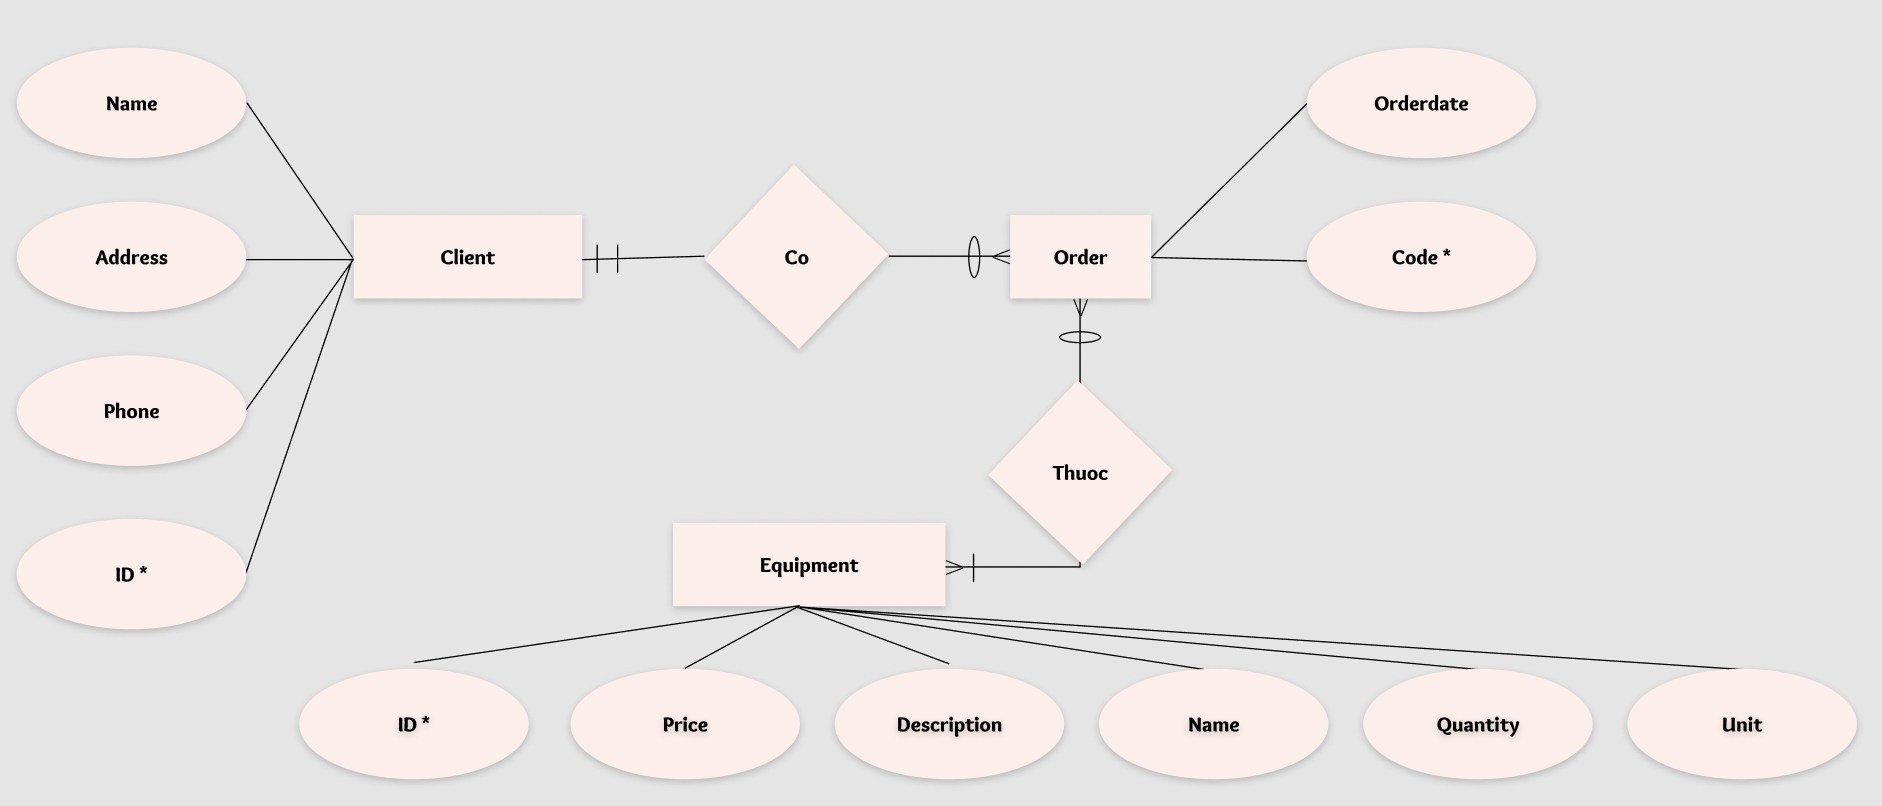 Name
Orderdate
Address
Client
Co
Order
Code *
Phone
Thuoc
ID *
Equipment
ID *
Price
Description
Name
Quantity
Unit